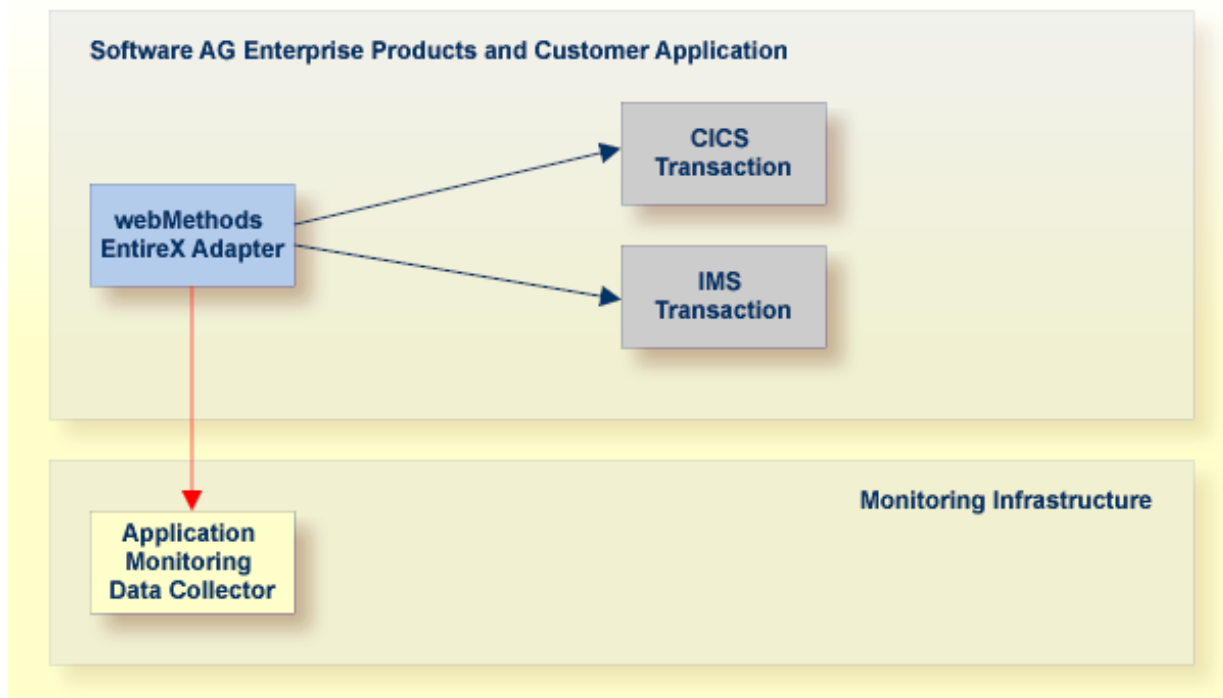 Software AG Enterprise Products and Customer Application
CICS
Transaction
webMethods
EntireX Adapter
IMS
Transaction
Monitoring Infrastructure
Application
Monitoring
Data Collector